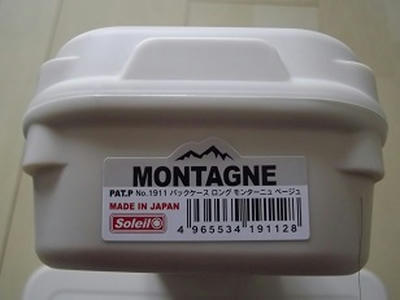 MONTAGNE
PAT.P No.1911 パックケース ロング モンターニュ ベージュ
MADE IN JAPAN
Soleil
4 965534 191128